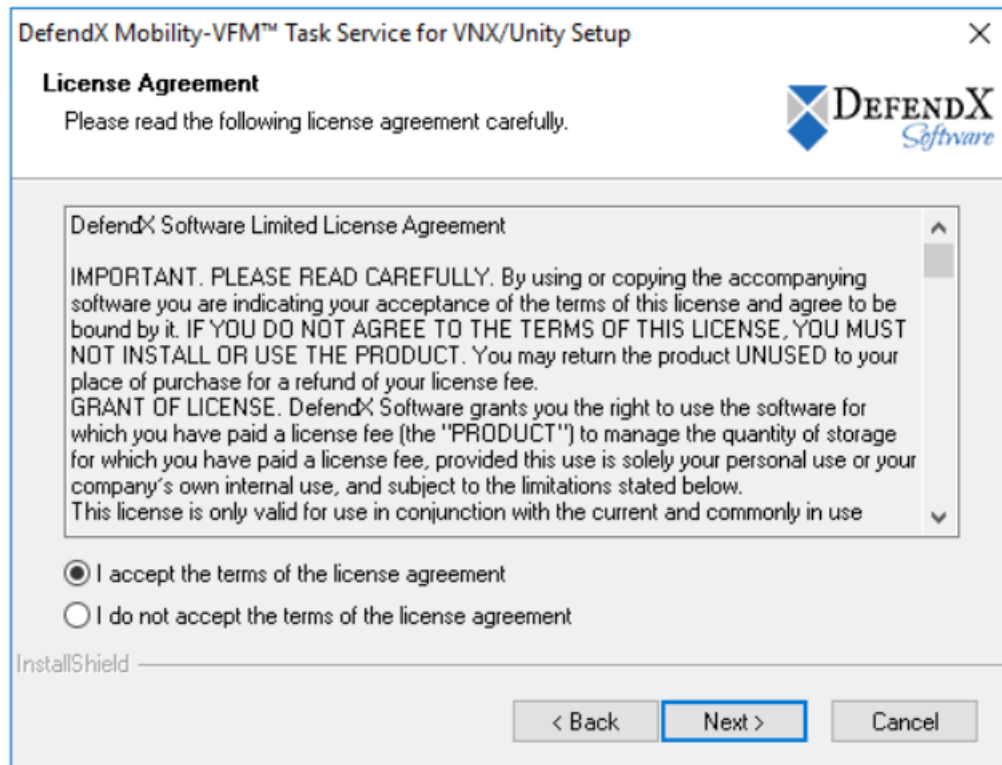 DefendX Mobility-VFM™ Task Service for VNX/Unity Setup
License Agreement
Please read the following license agreement carefully.
DEFENDX
Software
DefendX Software Limited License Agreement
IMPORTANT. PLEASE READ CAREFULLY. By using or copying the accompanying
software you are indicating your acceptance of the terms of this license and agree to be
bound by it. IF YOU DO NOT AGREE TO THE TERMS OF THIS LICENSE, YOU MUST
NOT INSTALL OR USE THE PRODUCT. You may return the product UNUSED to your
place of purchase for a refund of your license fee.
GRANT OF LICENSE. DefendX Software grants you the right to use the software for
which you have paid a license fee (the "PRODUCT") to manage the quantity of storage
for which you have paid a license fee, provided this use is solely your personal use or your
company´s own internal use, and subject to the limitations stated below.
This license is only valid for use in conjunction with the current and commonly in use
I accept the terms of the license agreement
I do not accept the terms of the license agreement
InstallShield
< Back
Next >
Cancel